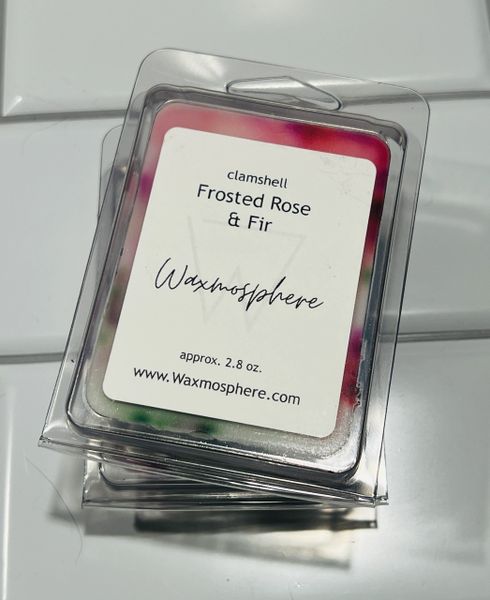 clamshell
Frosted Rose
& Fir
Waxmosphere
approx. 2.8 oz.
www.Waxmosphere.com